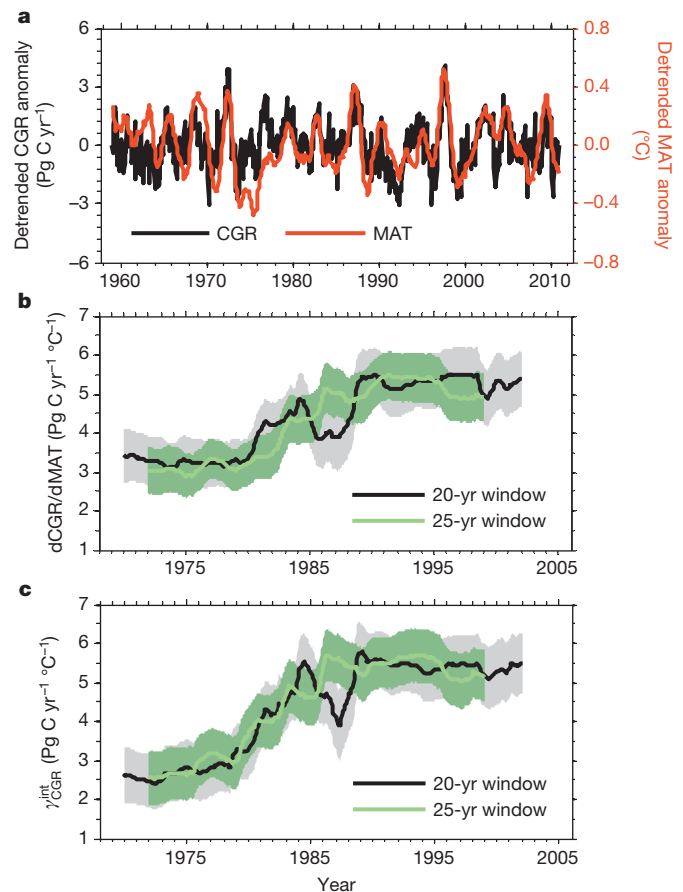 a
Detrended CGR anomaly
(Pg C yr⁻¹)
6
3
0
−3
−6
0.8
0.4
0.0
−0.4
−0.8
Detrended MAT anomaly
(°C)
CGR
MAT
1960 1970 1980 1990 2000 2010
b
dCGR/dMAT (Pg C yr⁻¹ °C⁻¹)
7
6
5
4
3
2
1
20-yr window
25-yr window
1975 1985 1995 2005
c
γ^int_CGR (Pg C yr⁻¹ °C⁻¹)
7
6
5
4
3
2
1
20-yr window
25-yr window
1975 1985 1995 2005
Year